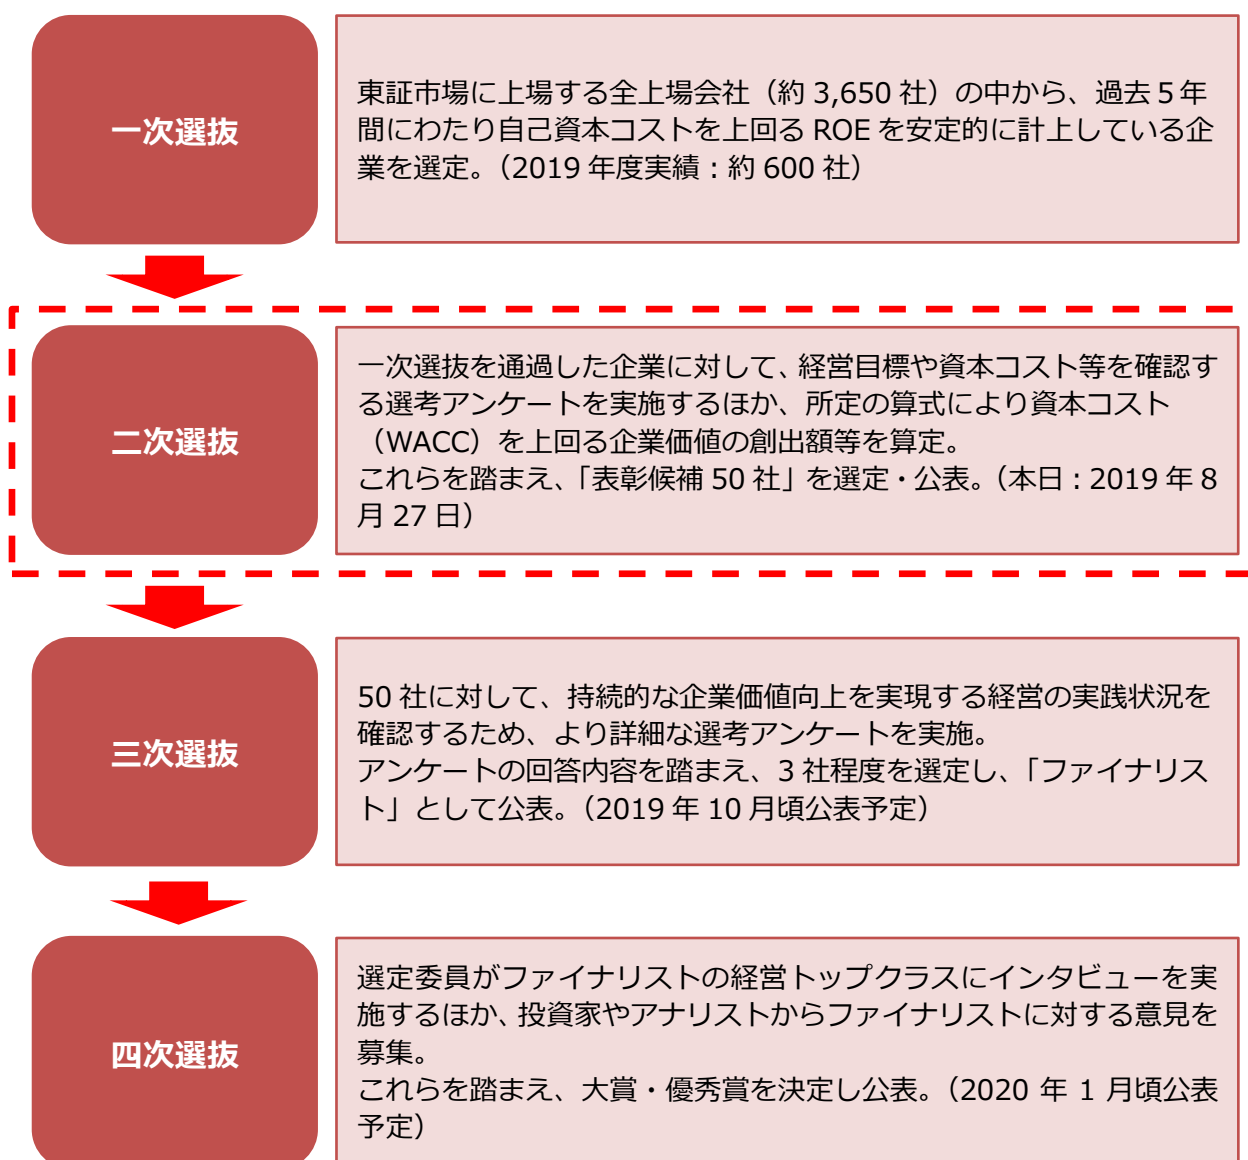 一次選抜
東証市場に上場する全上場会社（約 3,650 社）の中から、過去 5 年
間にわたり自己資本コストを上回る ROE を安定的に計上している企
業を選定。（2019 年度実績：約 600 社）
二次選抜
一次選抜を通過した企業に対して、経営目標や資本コスト等を確認す
る選考アンケートを実施するほか、所定の算式により資本コスト
（WACC）を上回る企業価値の創出額等を算定。
これらを踏まえ、「表彰候補 50 社」を選定・公表。（本日：2019 年 8
月 27 日）
三次選抜
50 社に対して、持続的な企業価値向上を実現する経営の実践状況を
確認するため、より詳細な選考アンケートを実施。
アンケートの回答内容を踏まえ、3 社程度を選定し、「ファイナリス
ト」として公表。（2019 年 10 月頃公表予定）
四次選抜
選定委員がファイナリストの経営トップクラスにインタビューを実
施するほか、投資家やアナリストからファイナリストに対する意見を
募集。
これらを踏まえ、大賞・優秀賞を決定し公表。（2020 年 1 月頃公表
予定）